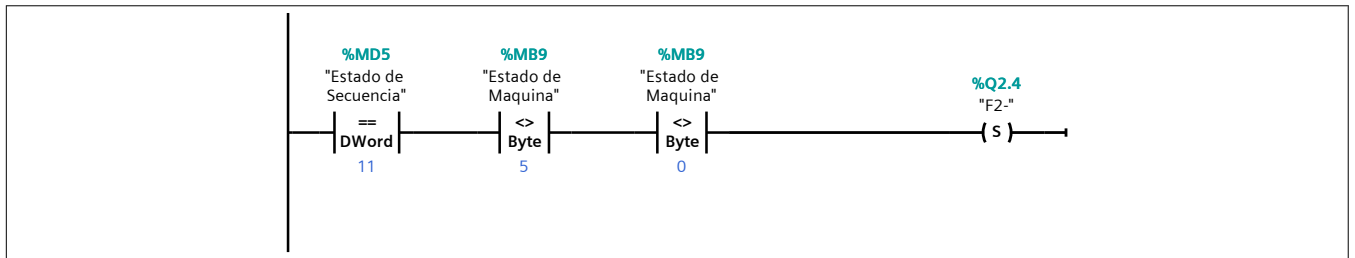 %MD5
"Estado de
Secuencia"
==
DWord
11
%MB9
"Estado de
Maquina"
<>
Byte
5
%MB9
"Estado de
Maquina"
<>
Byte
0
%Q2.4
"F2-"
S